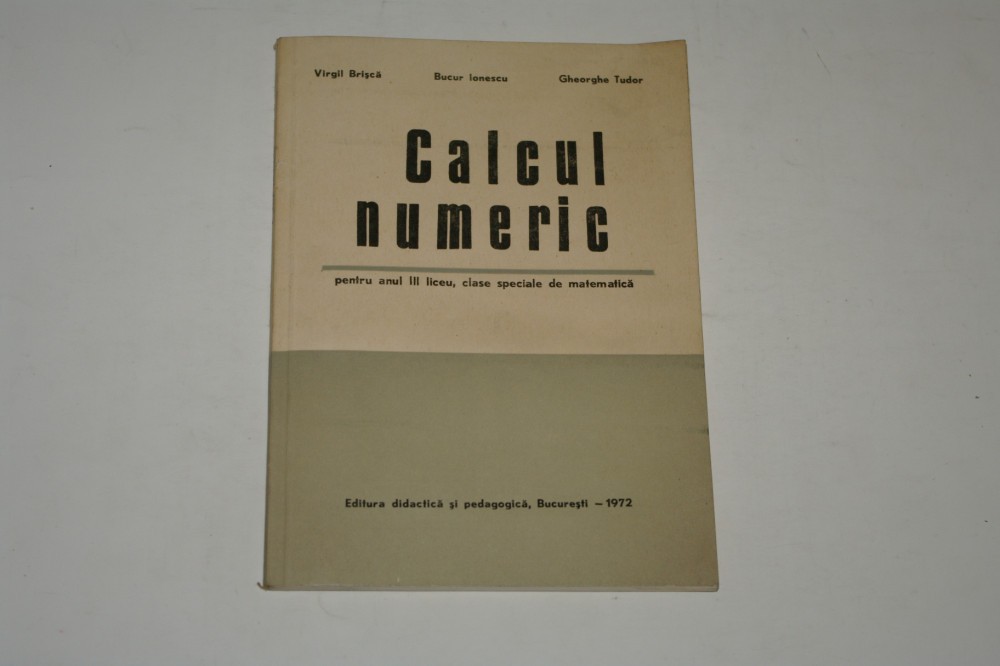 Virgil Brişcă Bucur Ionescu Gheorghe Tudor
Calcul
numeric
pentru anul III liceu, clase speciale de matematică
Editura didactică şi pedagogică, Bucureşti – 1972